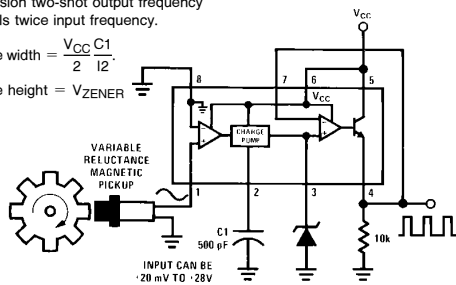 sion two-shot output frequency
ls twice input frequency.
e width = VCC/2 C1/I2.
e height = VZENER
VCC
8
7
6
5
VCC
CHARGE
PUMP
VARIABLE
RELUCTANCE
MAGNETIC
PICKUP
1
2
3
4
C1
500 pF
10k
INPUT CAN BE
20 mV TO
28V